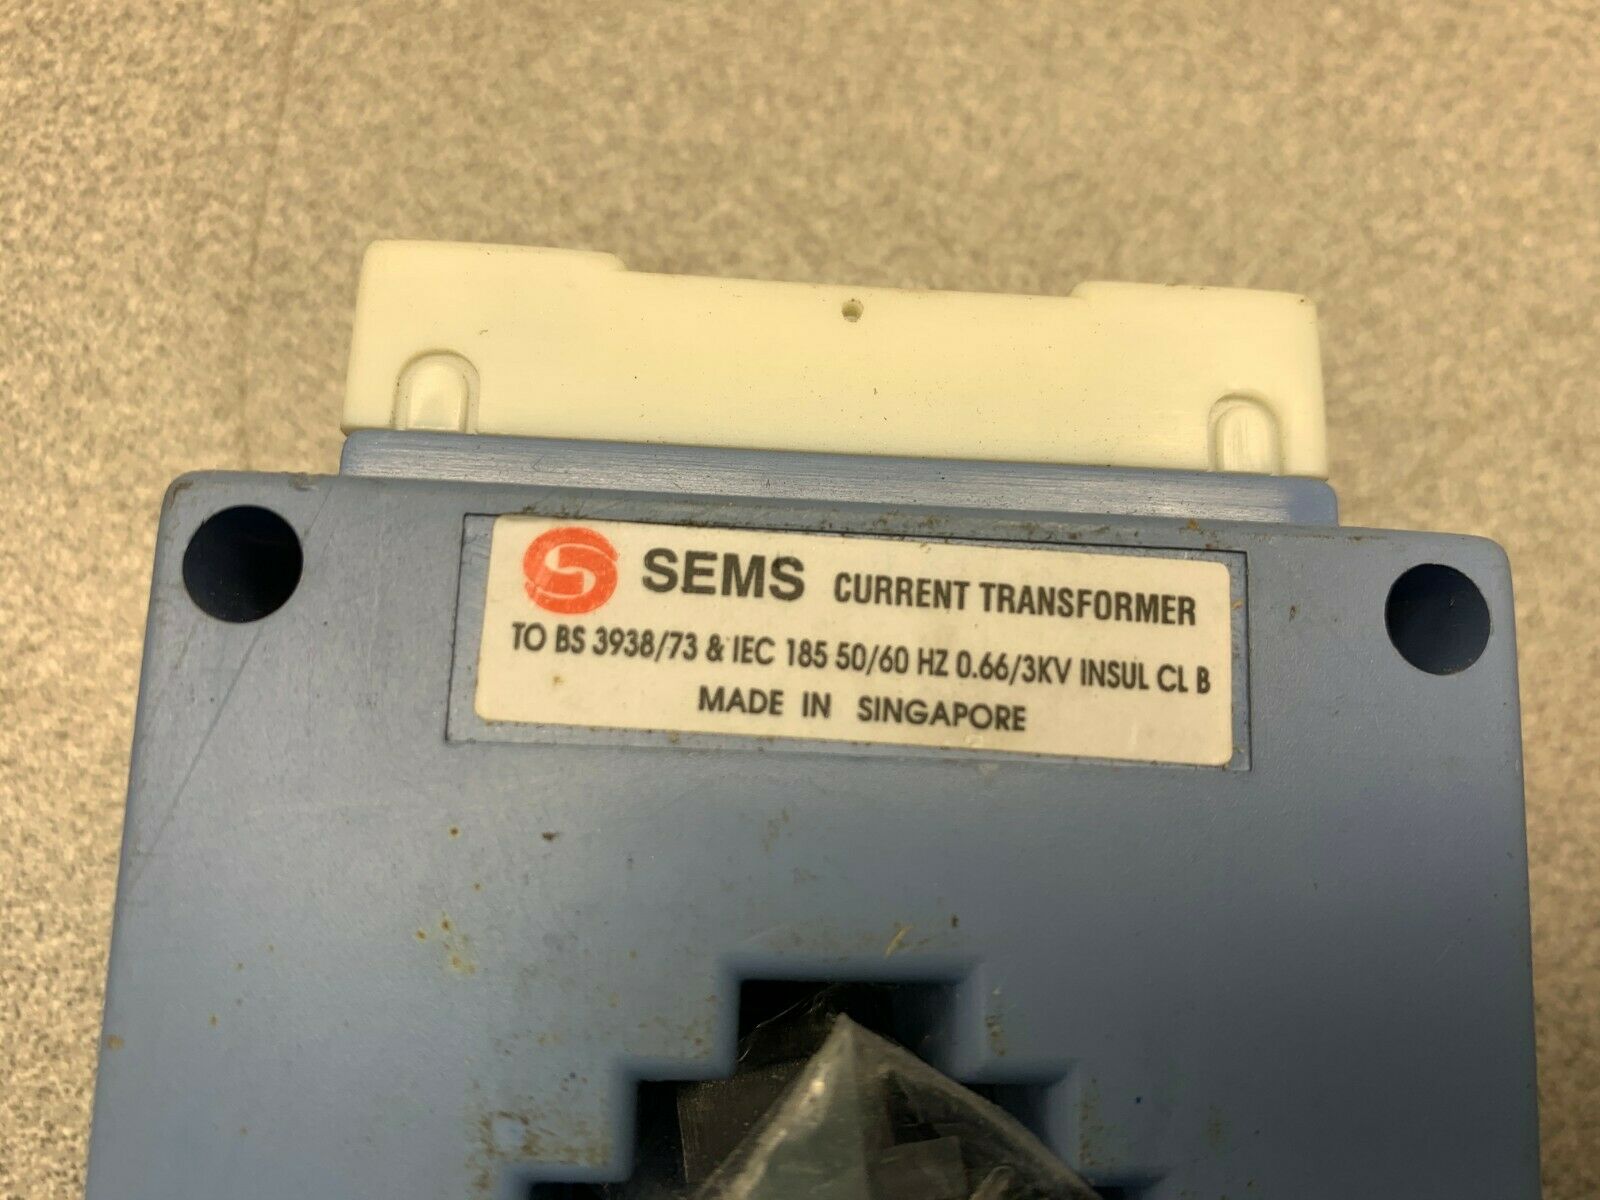 SEMS CURRENT TRANSFORMER
TO BS 3938/73 & IEC 185 50/60 HZ 0.66/3KV INSUL CL B
MADE IN SINGAPORE